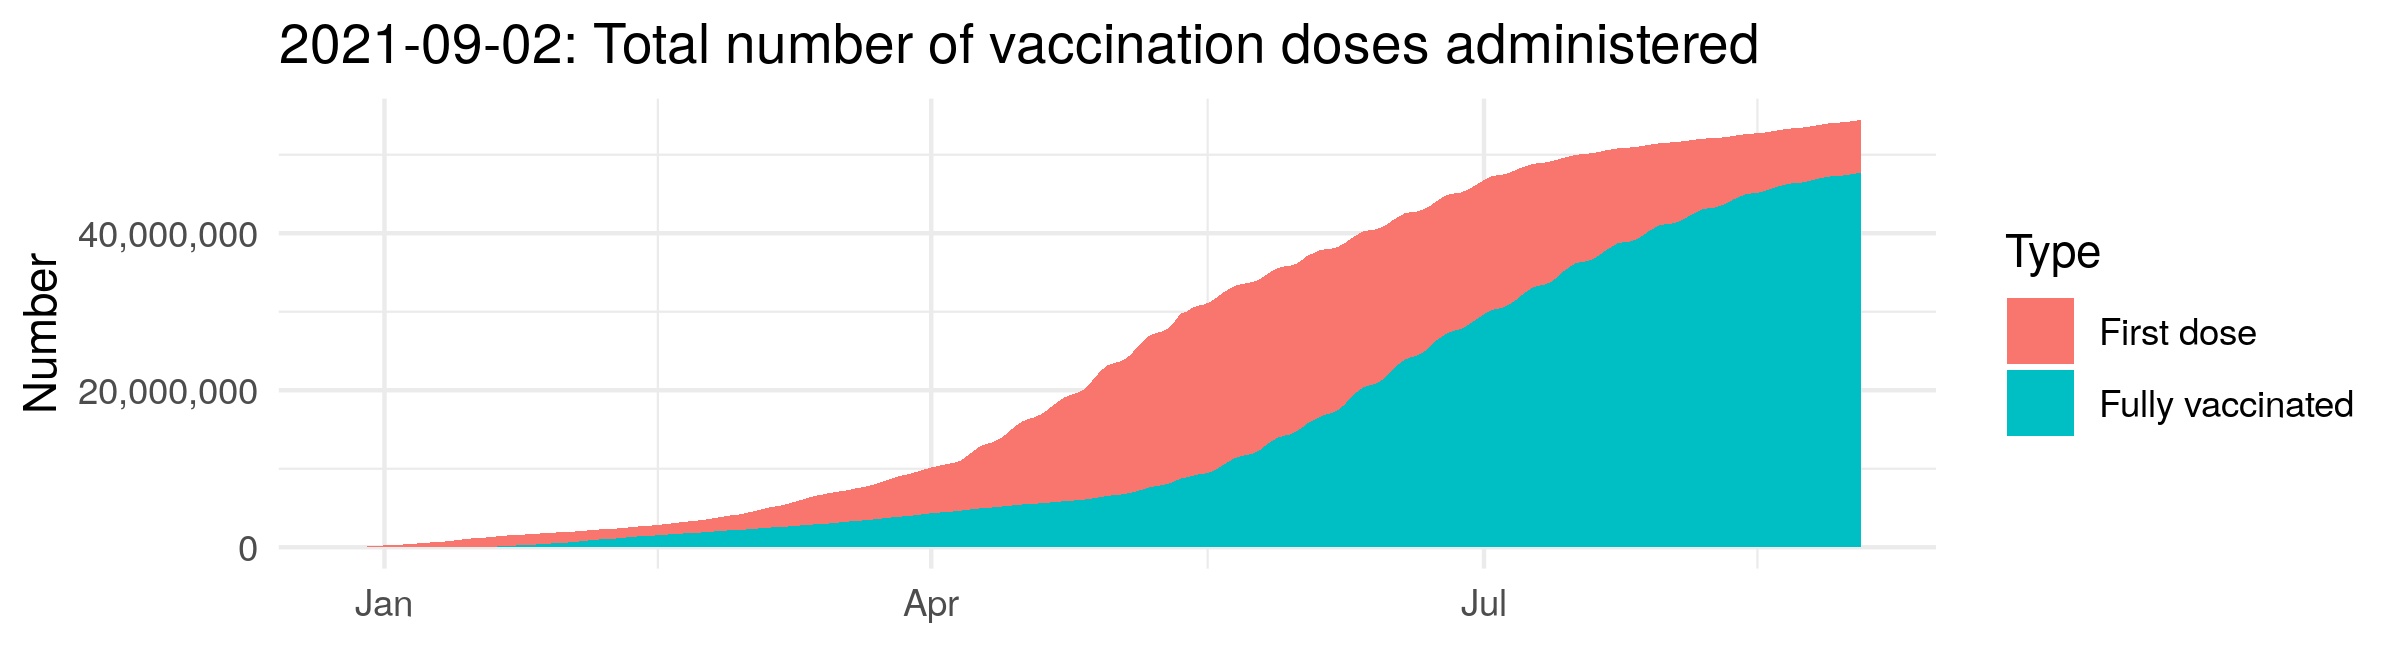 2021-09-02: Total number of vaccination doses administered
Number
40,000,000
20,000,000
0
Jan
Apr
Jul
Type
First dose
Fully vaccinated